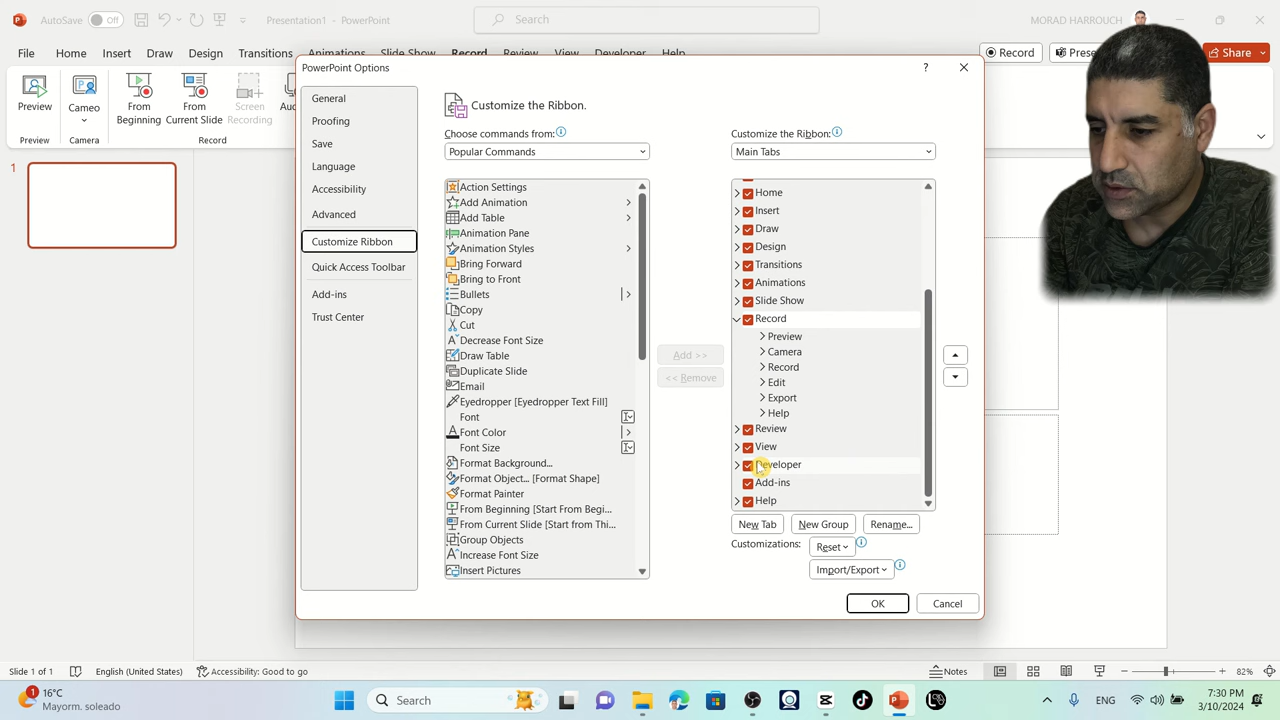 AutoSave Off Presentation1 - PowerPoint Search MORAD HARROUCH
File Home Insert Draw Design Transitions Animations Slide Show Record Review View Developer Help Record Share
Preview Cameo From Beginning From Current Slide Screen Recording
Preview Camera Record
1
PowerPoint Options ?
General
Proofing
Save
Language
Accessibility
Advanced
Customize Ribbon
Quick Access Toolbar
Add-ins
Trust Center
Customize the Ribbon.
Choose commands from:
Popular Commands
Action Settings
Add Animation
Add Table
Animation Pane
Animation Styles
Bring Forward
Bring to Front
Bullets
Copy
Cut
Decrease Font Size
Draw Table
Duplicate Slide
Email
Eyedropper [Eyedropper Text Fill]
Font
Font Color
Font Size
Format Background...
Format Object... [Format Shape]
Format Painter
From Beginning [Start From Begi...
From Current Slide [Start from Thi...
Group Objects
Increase Font Size
Insert Pictures
Add >>
<< Remove
Customize the Ribbon:
Main Tabs
Home
Insert
Draw
Design
Transitions
Animations
Slide Show
Record
Preview
Camera
Record
Edit
Export
Help
Review
View
Developer
Add-ins
Help
New Tab New Group Rename...
Customizations: Reset
Import/Export
OK Cancel
Slide 1 of 1 English (United States) Accessibility: Good to go Notes 82%
1 16°C
Mayorm. soleado
Search
ENG
7:30 PM
3/10/2024